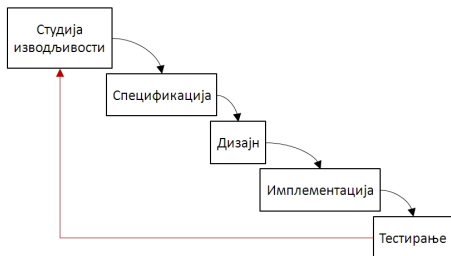 Студија
изводљивости
Спецификација
Дизајн
Имплементација
Тестирање